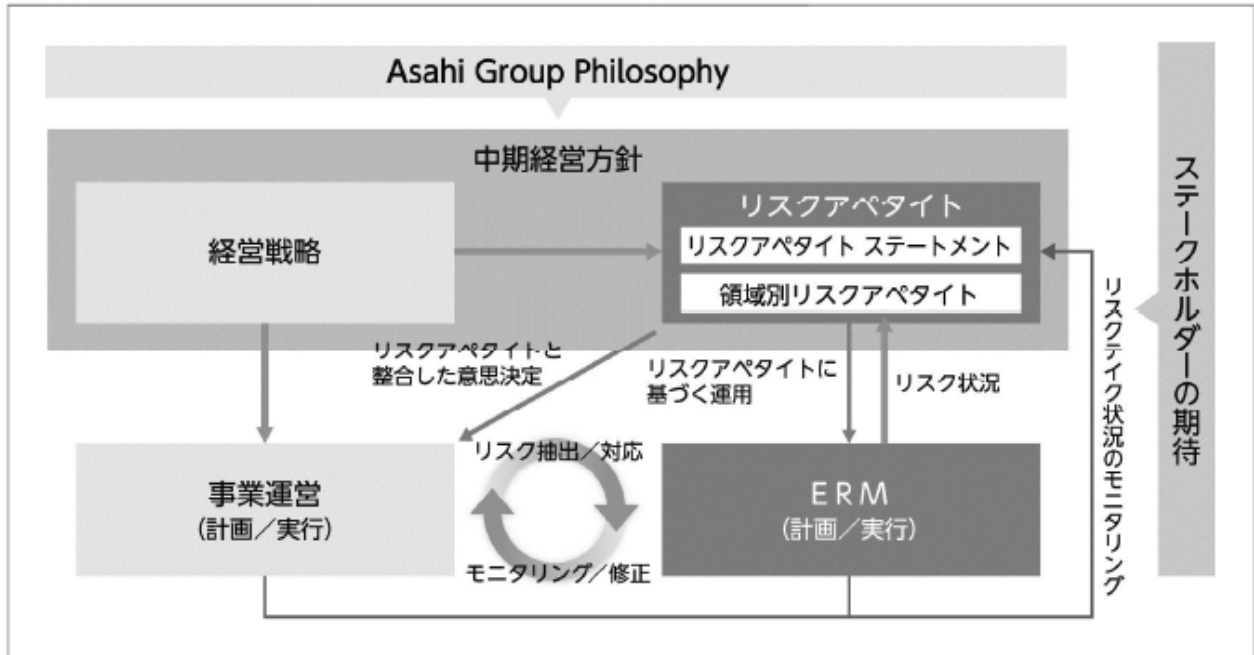 Asahi Group Philosophy
中期経営方針
経営戦略
リスクアペタイト
リスクアペタイト ステートメント
領域別リスクアペタイト
リスクアペタイトと
整合した意思決定
リスクアペタイトに
基づく運用
リスク状況
事業運営
(計画/実行)
リスク抽出/対応
モニタリング/修正
ERM
(計画/実行)
リスクテイク状況のモニタリング
ステークホルダーの期待